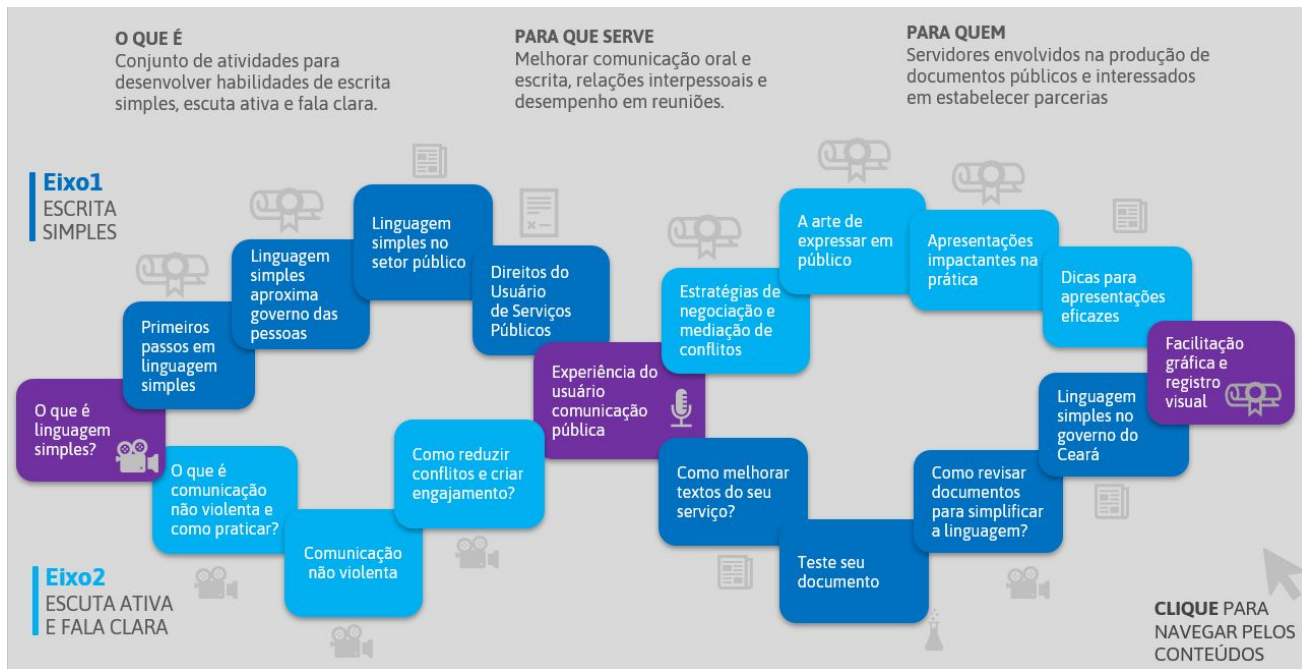 O QUE É
Conjunto de atividades para
desenvolver habilidades de escrita
simples, escuta ativa e fala clara.
PARA QUE SERVE
Melhorar comunicação oral e
escrita, relações interpessoais e
desempenho em reuniões.
PARA QUEM
Servidores envolvidos na produção de
documentos públicos e interessados
em estabelecer parcerias
Eixo1
ESCRITA
SIMPLES
O que é
linguagem
simples?
Primeiros
passos em
linguagem
simples
Linguagem
simples
aproxima
governo das
pessoas
Linguagem
simples no
setor público
Direitos do
Usuário
de Serviços
Públicos
Experiência do
usuário
comunicação
pública
Estratégias de
negociação e
mediação de
conflitos
A arte de
expressar em
público
Apresentações
impactantes na
prática
Dicas para
apresentações
eficazes
Facilitação
gráfica e
registro
visual
O que é
comunicação
não violenta e
como praticar?
Comunicação
não violenta
Como reduzir
conflitos e criar
engajamento?
Como melhorar
textos do seu
serviço?
Teste seu
documento
Como revisar
documentos
para simplificar
a linguagem?
Linguagem
simples no
governo do
Ceará
Eixo2
ESCUTA ATIVA
E FALA CLARA
CLIQUE PARA
NAVEGAR PELOS
CONTEÚDOS